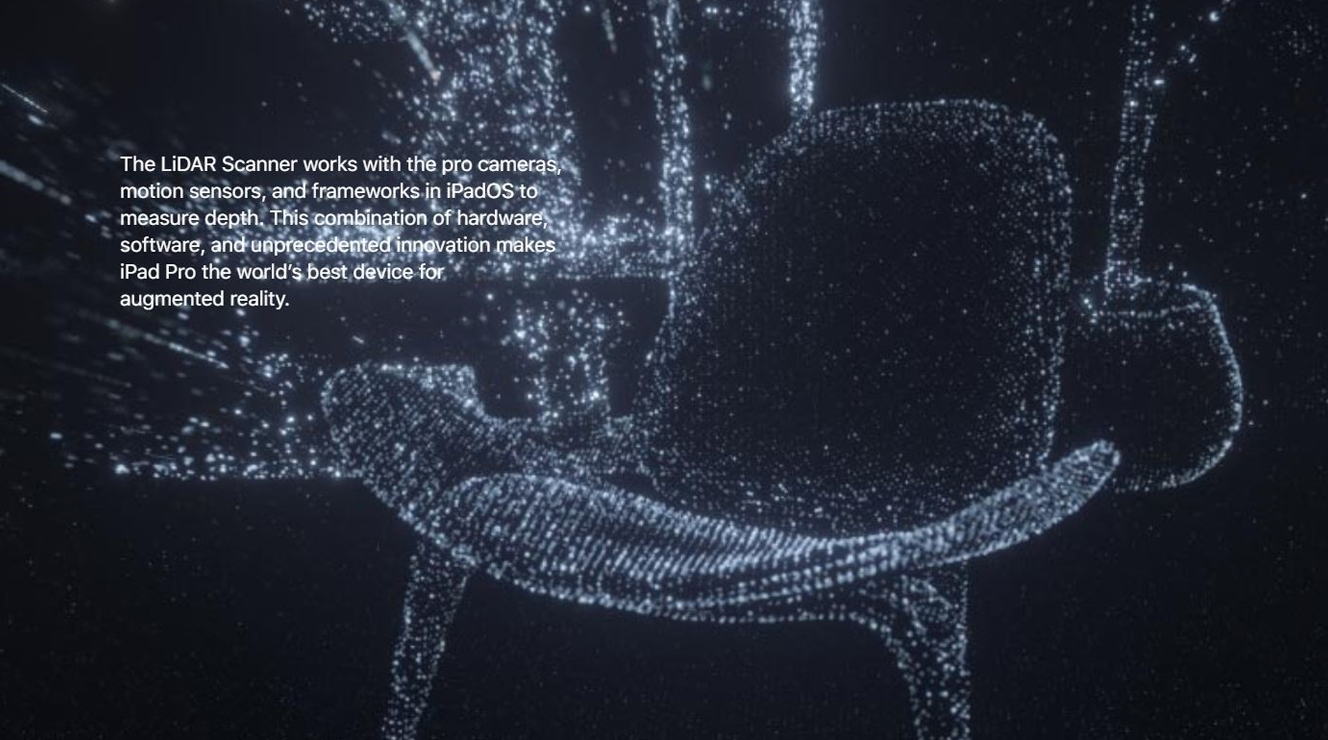 The LiDAR Scanner works with the pro cameras,
motion sensors, and frameworks in iPadOS to
measure depth. This combination of hardware,
software, and unprecedented innovation makes
iPad Pro the world’s best device for
augmented reality.